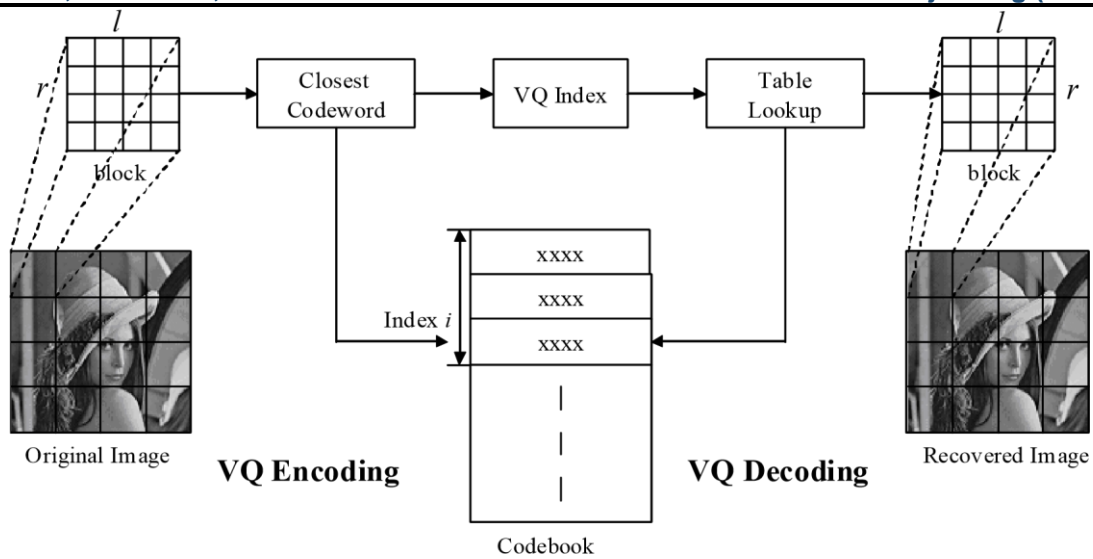 l
l
r
Closest
Codeword
VQ Index
Table
Lookup
r
block
block
xxxx
xxxx
Index i
xxxx
Original Image
VQ Encoding
VQ Decoding
Recovered Image
Codebook